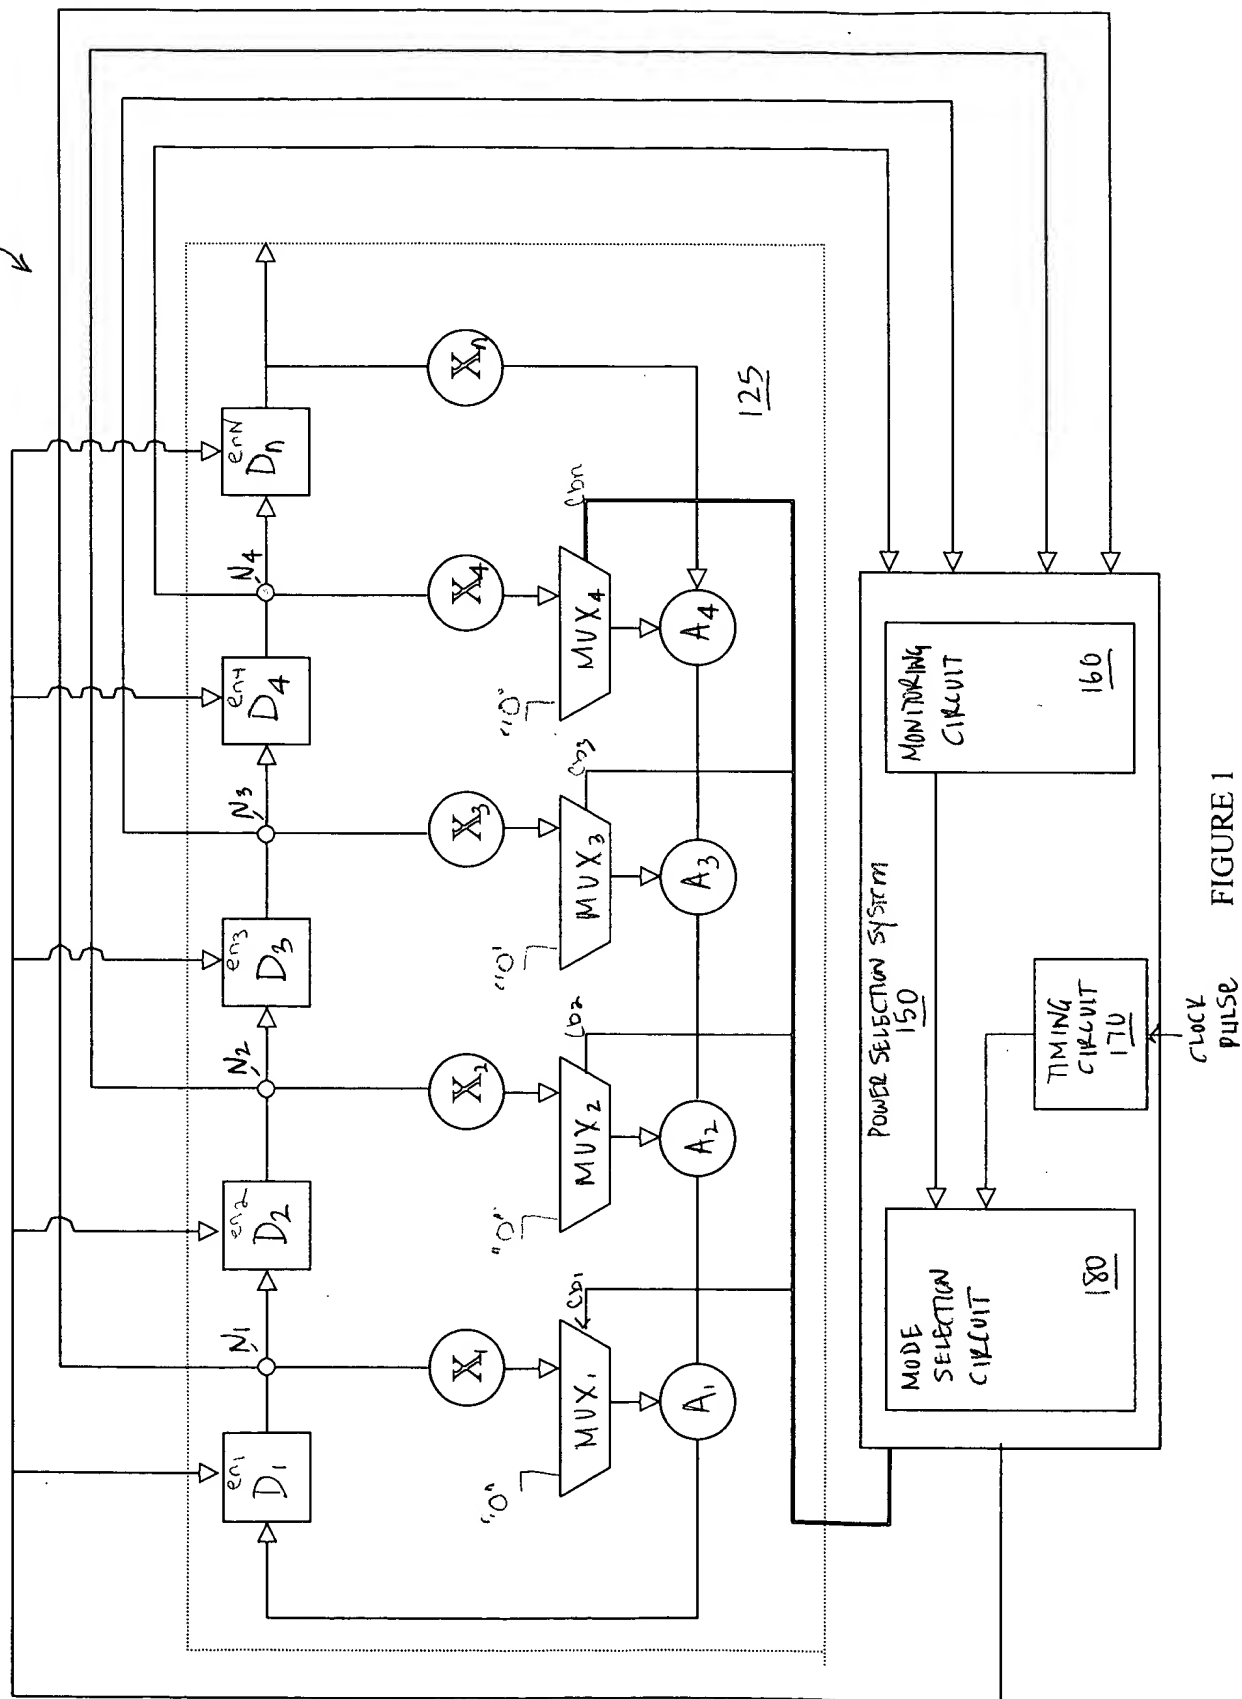 en1
D1
N1
en2
D2
N2
en3
D3
N3
en4
D4
N4
enN
Dn
X1
X2
X3
X4
Xn
"0"
MUX1
cb1
"0"
MUX2
cb2
"0"
MUX3
cb3
"0"
MUX4
cbn
A1
A2
A3
A4
125
POWER SELECTION SYSTEM
150
MODE
SELECTION
CIRCUIT
180
TIMING
CIRCUIT
170
MONITORING
CIRCUIT
160
CLOCK
PULSE
FIGURE 1